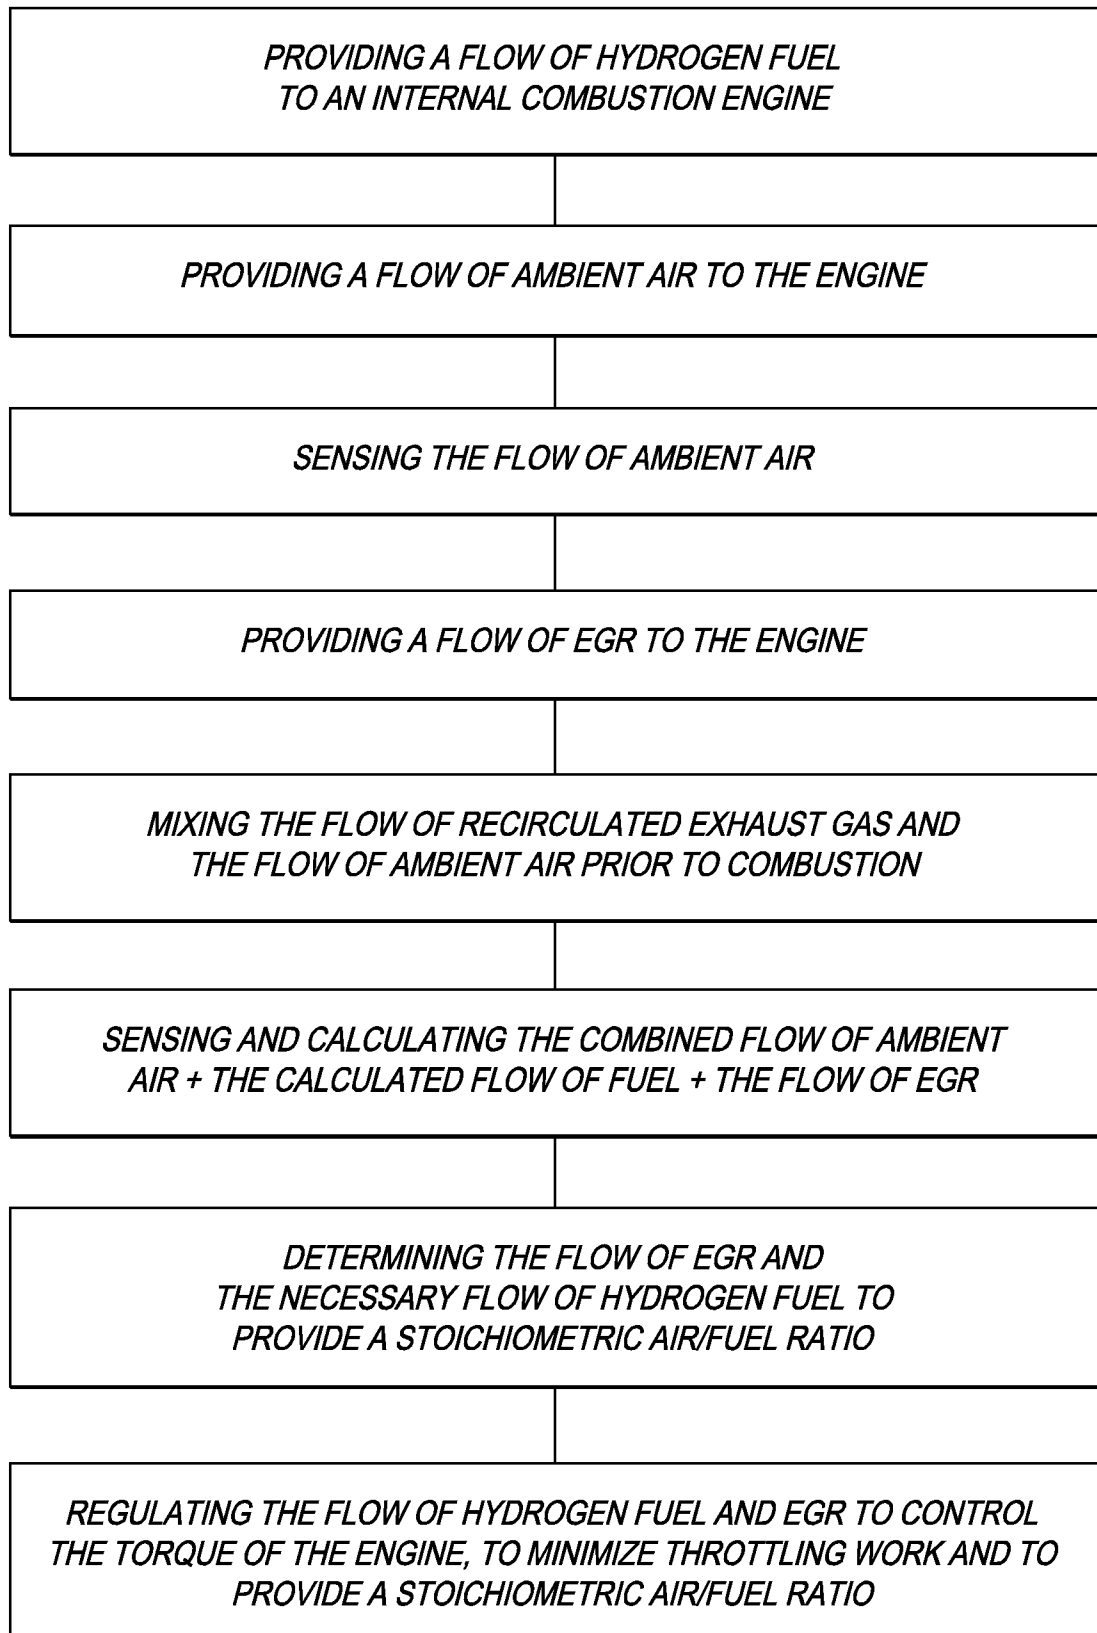 PROVIDING A FLOW OF HYDROGEN FUEL
TO AN INTERNAL COMBUSTION ENGINE
PROVIDING A FLOW OF AMBIENT AIR TO THE ENGINE
SENSING THE FLOW OF AMBIENT AIR
PROVIDING A FLOW OF EGR TO THE ENGINE
MIXING THE FLOW OF RECIRCULATED EXHAUST GAS AND
THE FLOW OF AMBIENT AIR PRIOR TO COMBUSTION
SENSING AND CALCULATING THE COMBINED FLOW OF AMBIENT
AIR + THE CALCULATED FLOW OF FUEL + THE FLOW OF EGR
DETERMINING THE FLOW OF EGR AND
THE NECESSARY FLOW OF HYDROGEN FUEL TO
PROVIDE A STOICHIOMETRIC AIR/FUEL RATIO
REGULATING THE FLOW OF HYDROGEN FUEL AND EGR TO CONTROL
THE TORQUE OF THE ENGINE, TO MINIMIZE THROTTLING WORK AND TO
PROVIDE A STOICHIOMETRIC AIR/FUEL RATIO